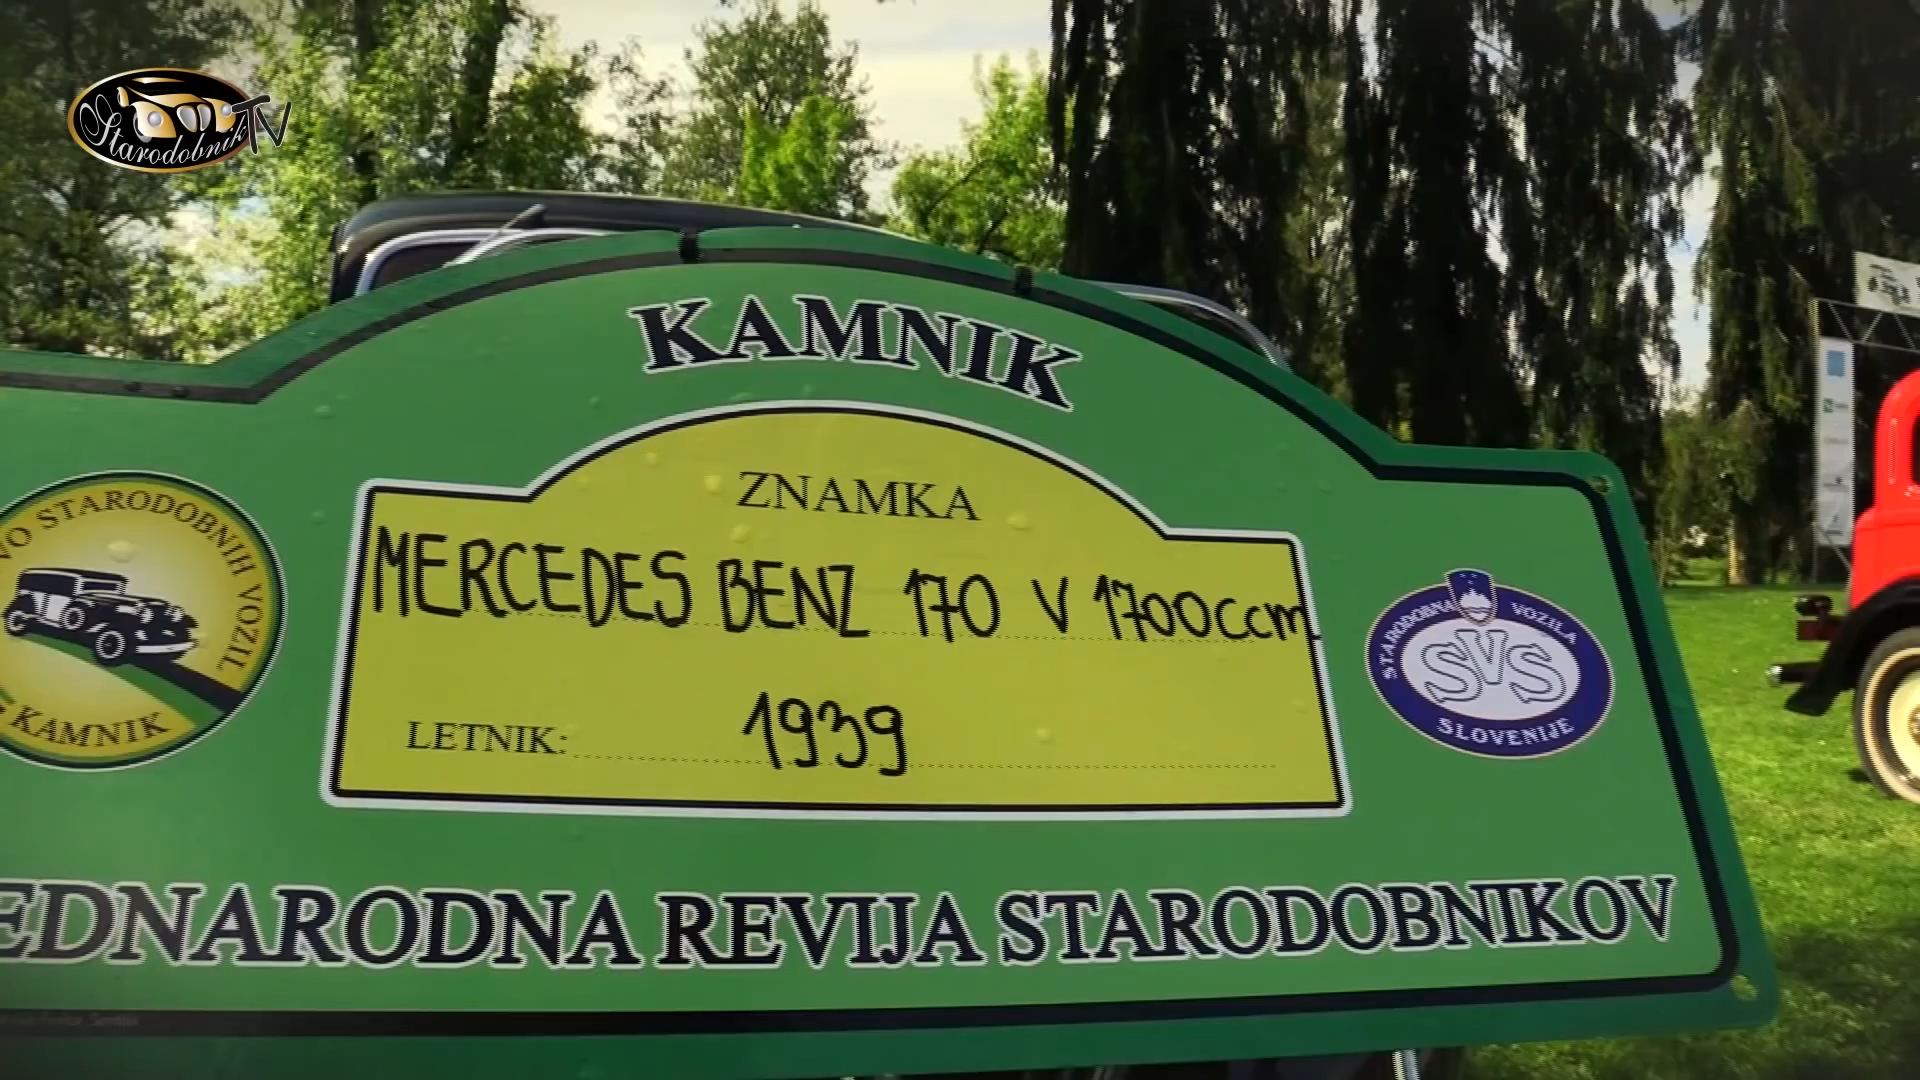 Starodobnik TV
KAMNIK
ZNAMKA
MERCEDES BENZ 170 V 1700ccm
LETNIK: 1939
VO STARODOBNIH VOZIL
KAMNIK
STARODOBNA VOZILA
SVS
SLOVENIJE
EDNARODNA REVIJA STARODOBNIKOV